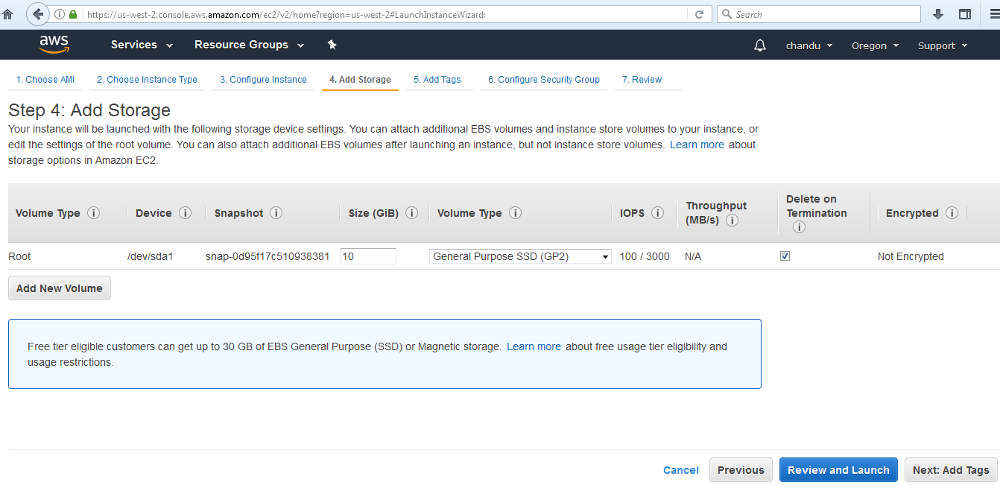 https://us-west-2.console.aws.amazon.com/ec2/v2/home?region=us-west-2#LaunchInstanceWizard:
Search
aws Services Resource Groups chandu Oregon Support
1. Choose AMI 2. Choose Instance Type 3. Configure Instance 4. Add Storage 5. Add Tags 6. Configure Security Group 7. Review
Step 4: Add Storage
Your instance will be launched with the following storage device settings. You can attach additional EBS volumes and instance store volumes to your instance, or
edit the settings of the root volume. You can also attach additional EBS volumes after launching an instance, but not instance store volumes. Learn more about
storage options in Amazon EC2.
Volume Type i Device i Snapshot i Size (GiB) i Volume Type i IOPS i Throughput (MB/s) i Delete on Termination i Encrypted i
Root /dev/sda1 snap-0d95f17c510938381 10 General Purpose SSD (GP2) 100 / 3000 N/A Not Encrypted
Add New Volume
Free tier eligible customers can get up to 30 GB of EBS General Purpose (SSD) or Magnetic storage. Learn more about free usage tier eligibility and
usage restrictions.
Cancel Previous Review and Launch Next: Add Tags